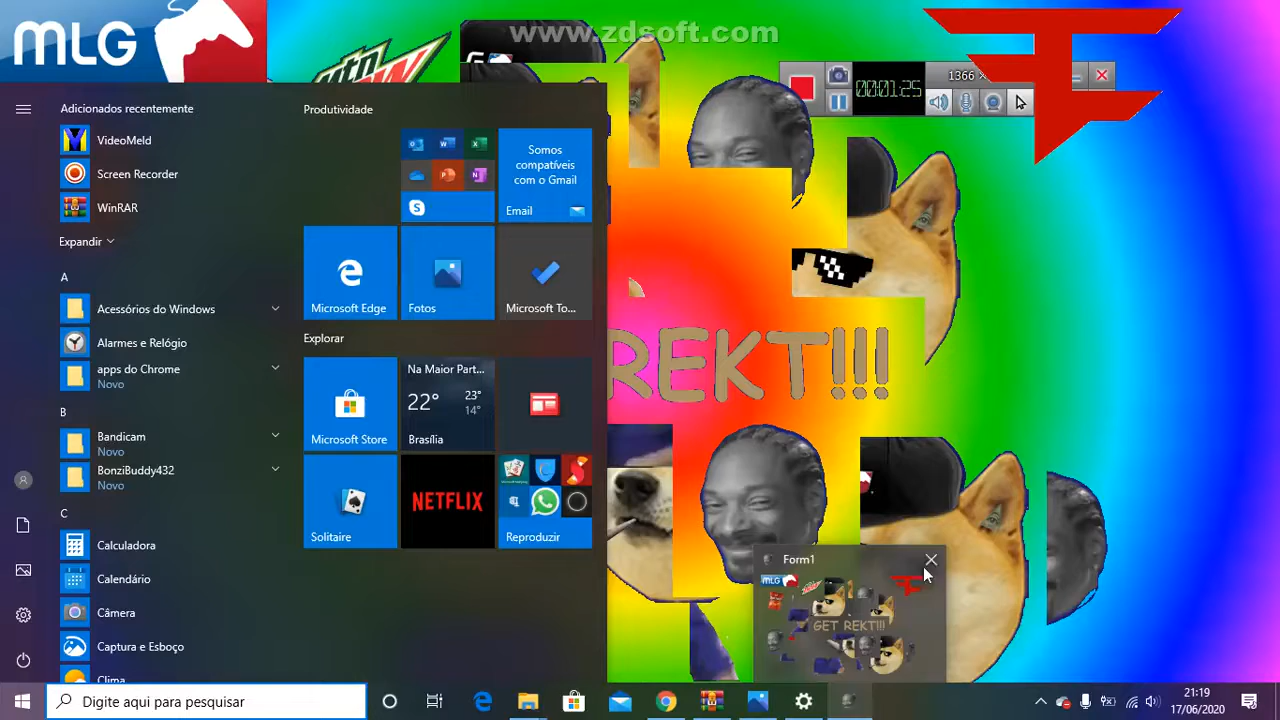 MLG
www.zdsoft.com
00:01:25
1366 ×
Adicionados recentemente
VideoMeld
Screen Recorder
WinRAR
Expandir
A
Acessórios do Windows
Alarmes e Relógio
apps do Chrome
Novo
B
Bandicam
Novo
BonziBuddy432
Novo
C
Calculadora
Calendário
Câmera
Captura e Esboço
Clima
Produtividade
Somos
compatíveis
com o Gmail
Email
Microsoft Edge
Fotos
Microsoft To...
Explorar
Microsoft Store
Na Maior Part...
22°
23°
14°
Brasília
Solitaire
NETFLIX
Reproduzir
REKT!!!
Form1
MLG
GET REKT!!!
Digite aqui para pesquisar
21:19
17/06/2020